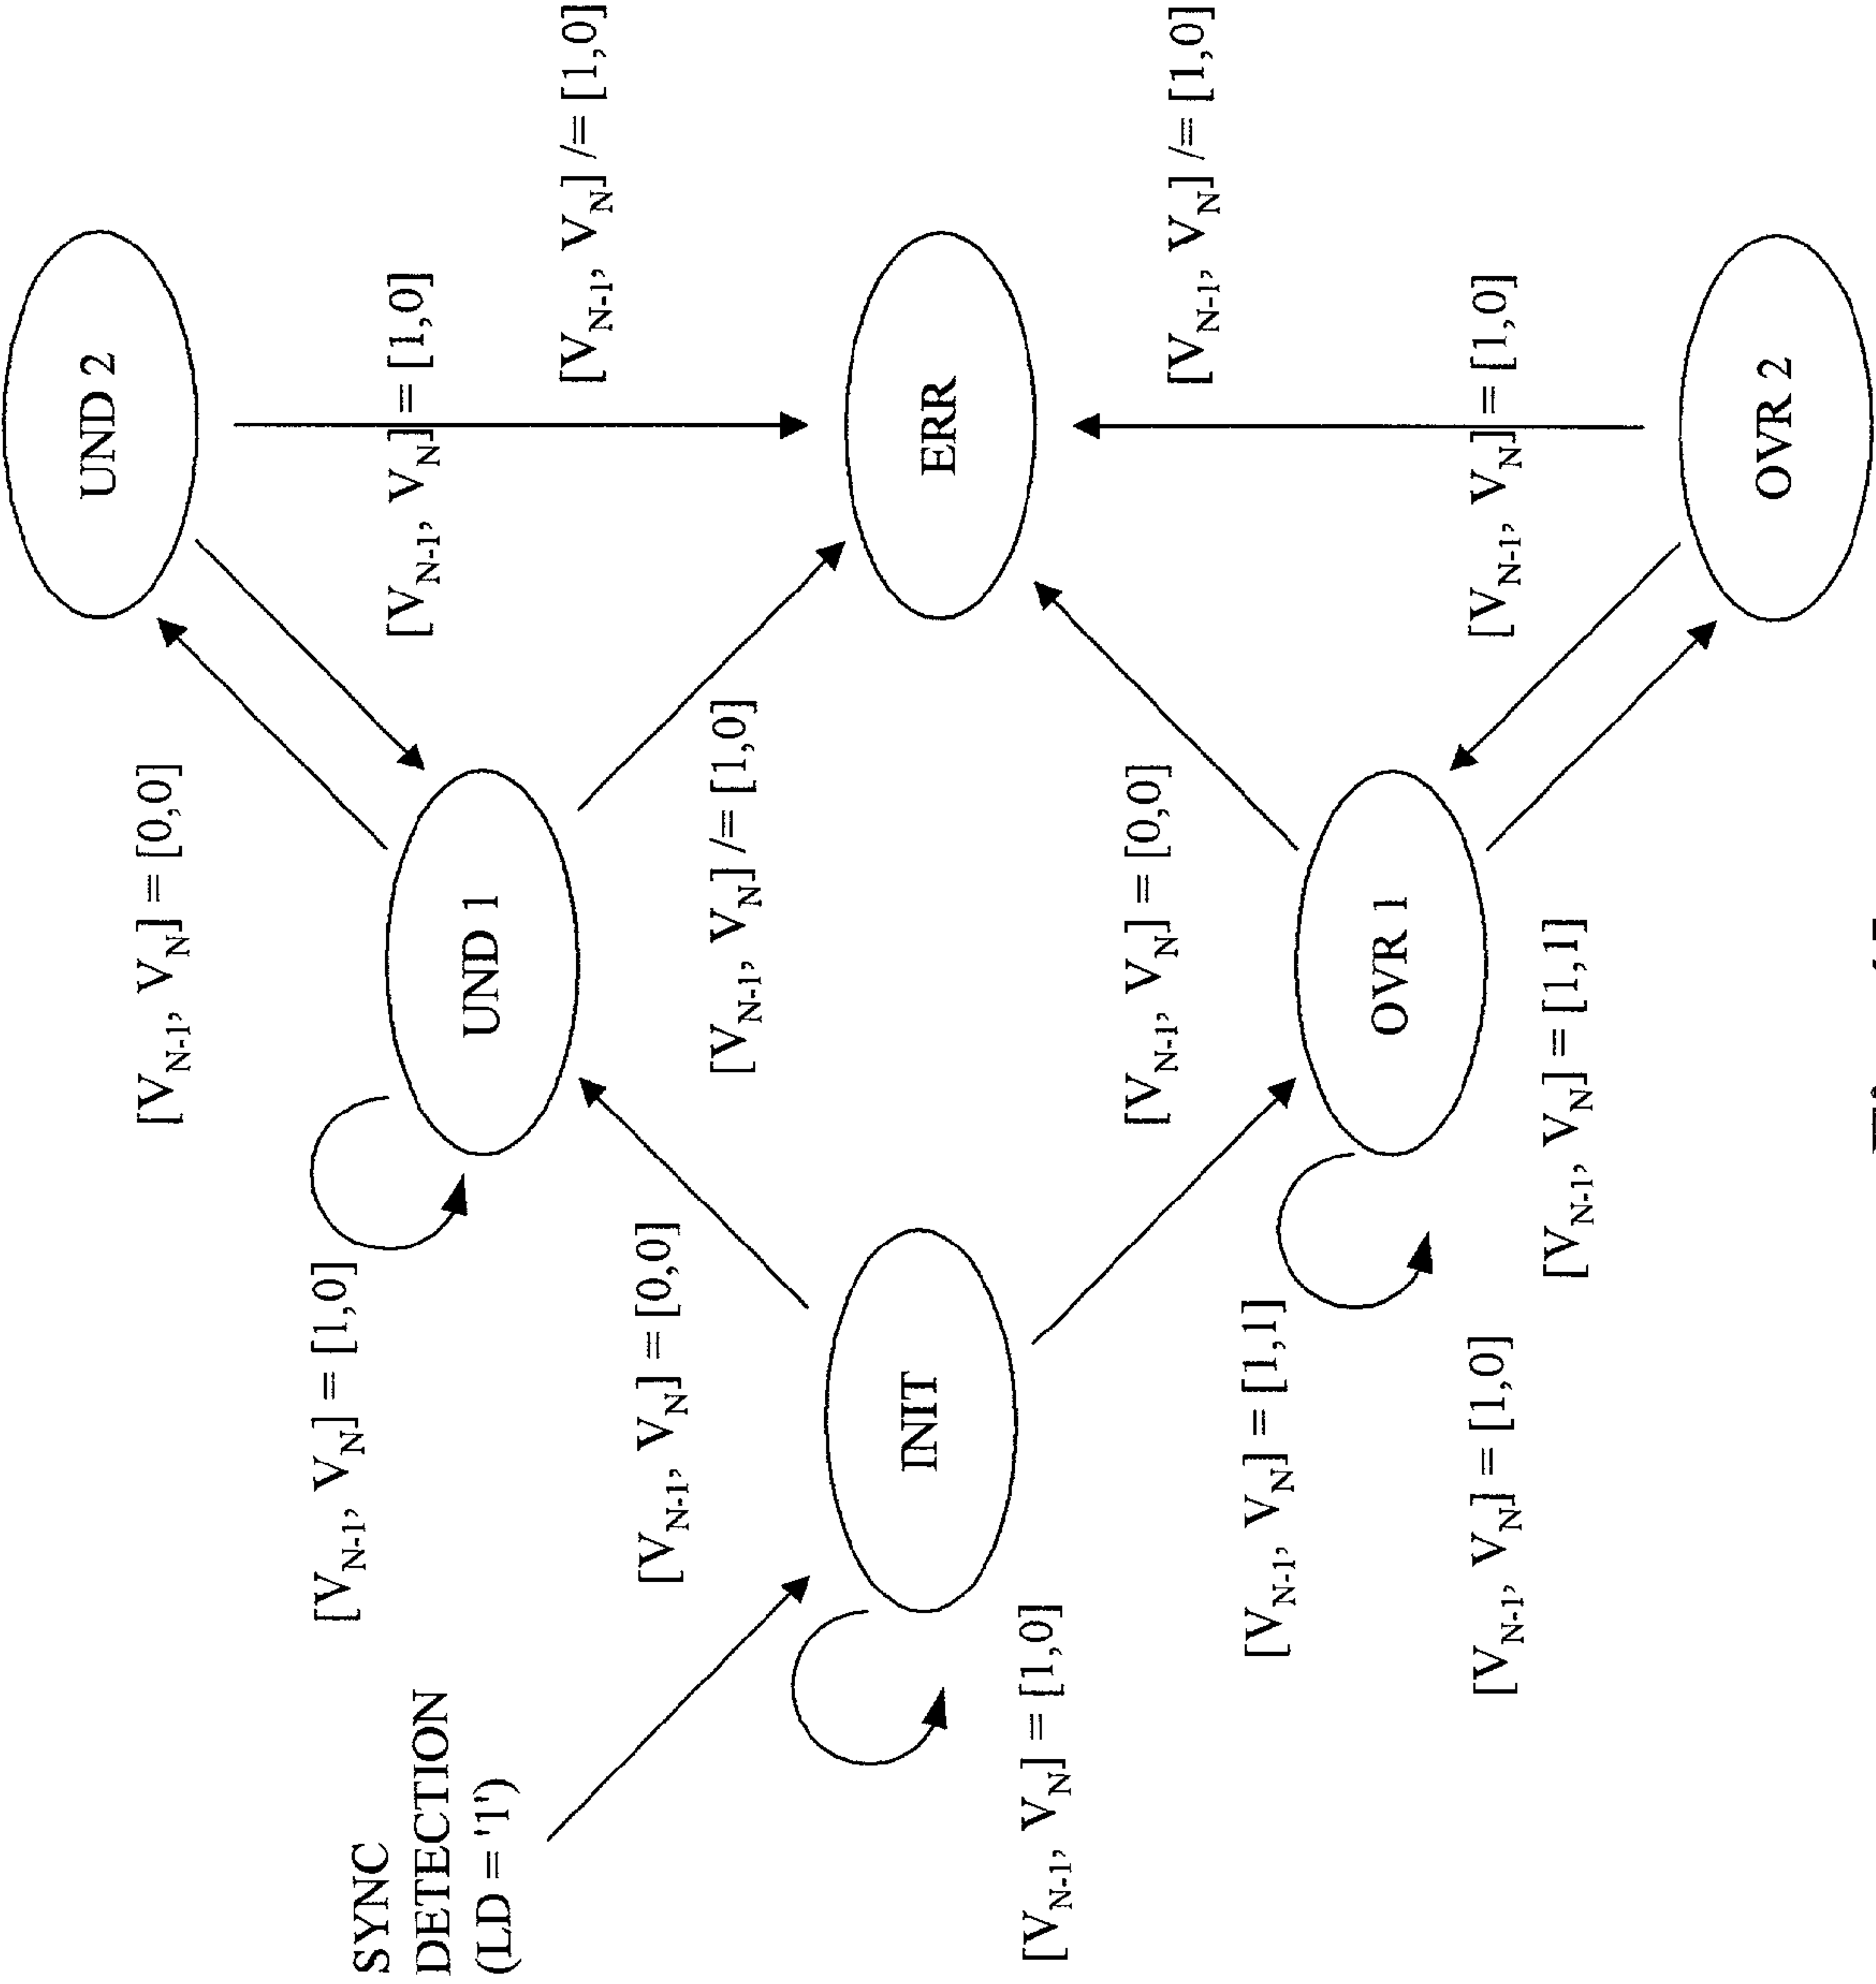 UND 2
[V_{N-1}, V_N] = [0,0]
[V_{N-1}, V_N] = [1,0]
SYNC
DETECTION
(LD = '1')
[V_{N-1}, V_N] = [1,0]
UND 1
[V_{N-1}, V_N] /= [1,0]
[V_{N-1}, V_N] = [0,0]
[V_{N-1}, V_N] /= [1,0]
INIT
ERR
[V_{N-1}, V_N] = [1,0]
[V_{N-1}, V_N] = [0,0]
[V_{N-1}, V_N] /= [1,0]
[V_{N-1}, V_N] = [1,1]
OVR 1
[V_{N-1}, V_N] = [1,0]
[V_{N-1}, V_N] = [1,0]
[V_{N-1}, V_N] = [1,1]
OVR 2